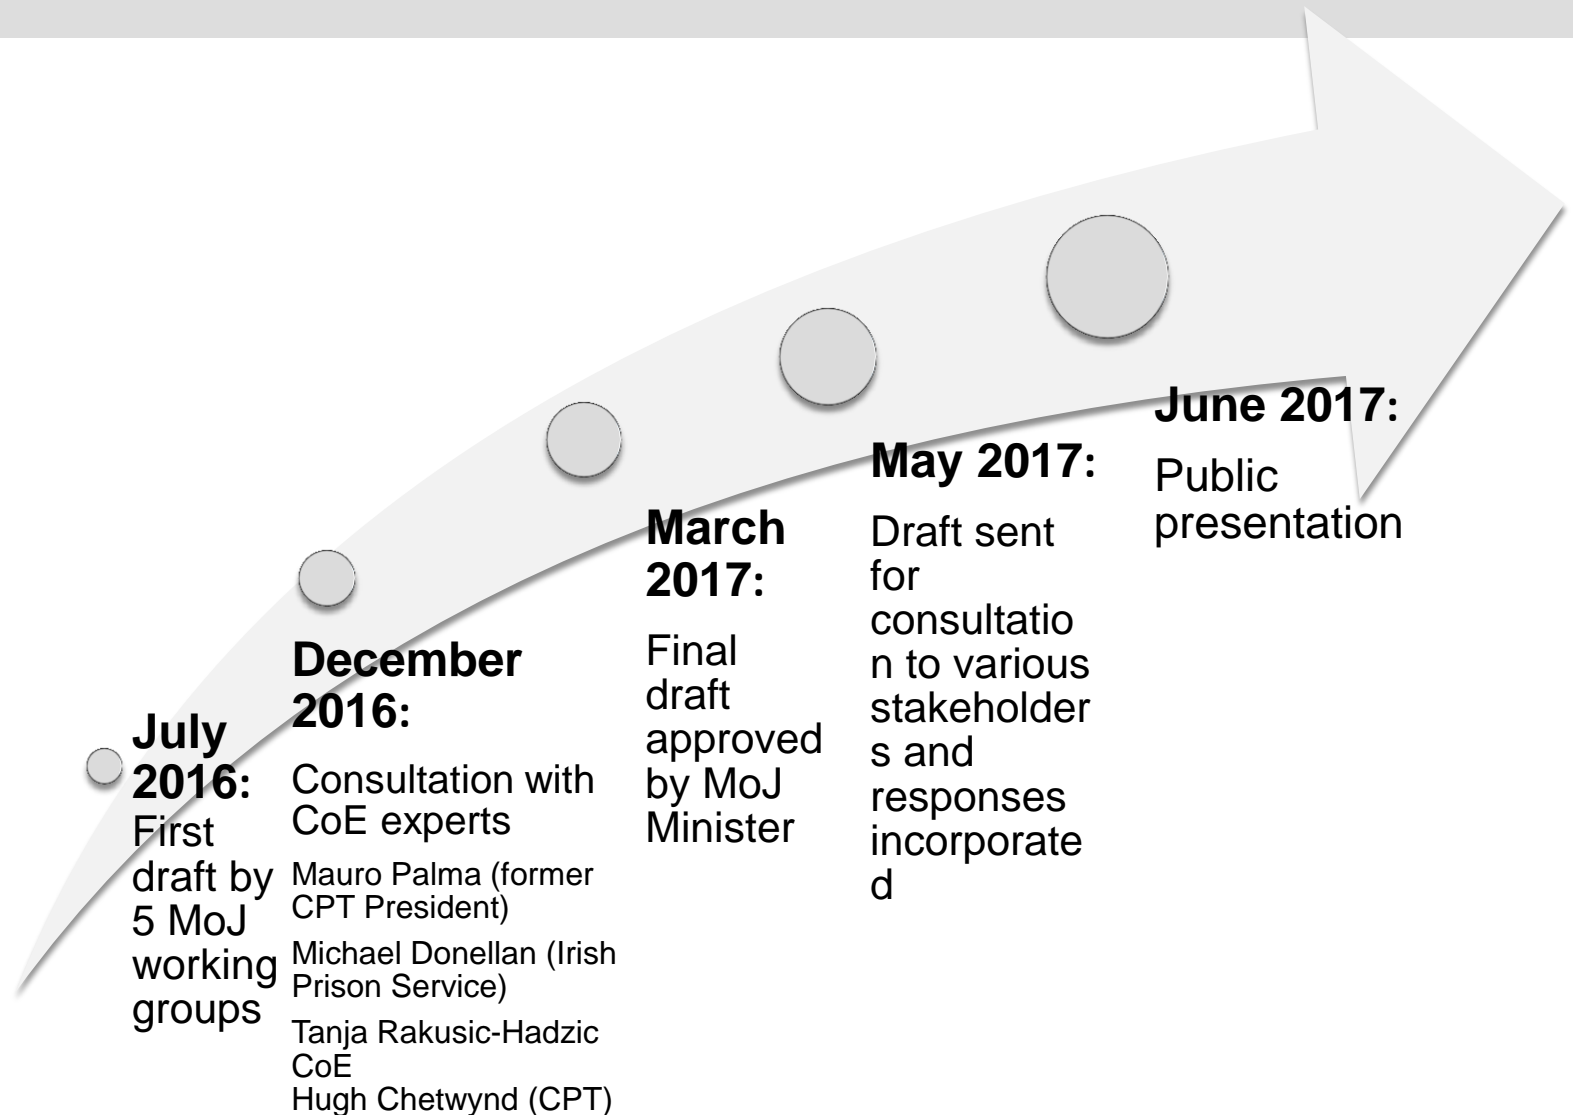 July
2016:
First
draft by
5 MoJ
working
groups
December
2016:
Consultation with
CoE experts
Mauro Palma (former
CPT President)
Michael Donellan (Irish
Prison Service)
Tanja Rakusic-Hadzic
CoE
Hugh Chetwynd (CPT)
March
2017:
Final
draft
approved
by MoJ
Minister
May 2017:
Draft sent
for
consultatio
n to various
stakeholder
s and
responses
incorporate
d
June 2017:
Public
presentation